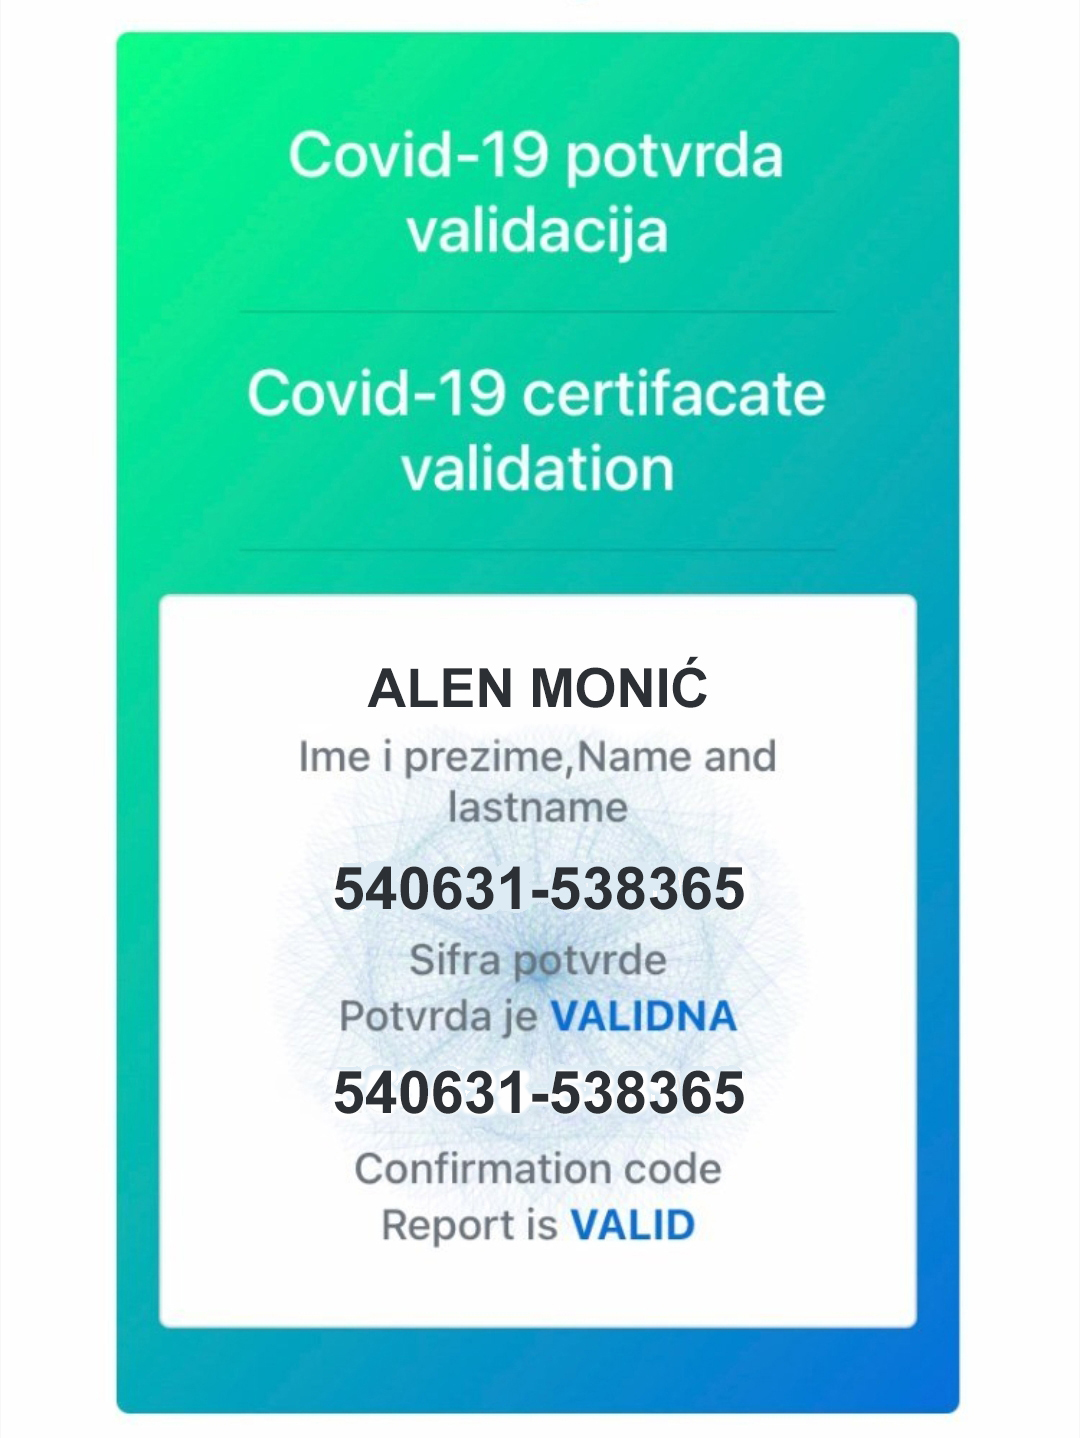 Covid-19 potvrda
validacija
Covid-19 certifacate
validation
ALEN MONIĆ
Ime i prezime,Name and
lastname
540631-538365
Sifra potvrde
Potvrda je VALIDNA
540631-538365
Confirmation code
Report is VALID